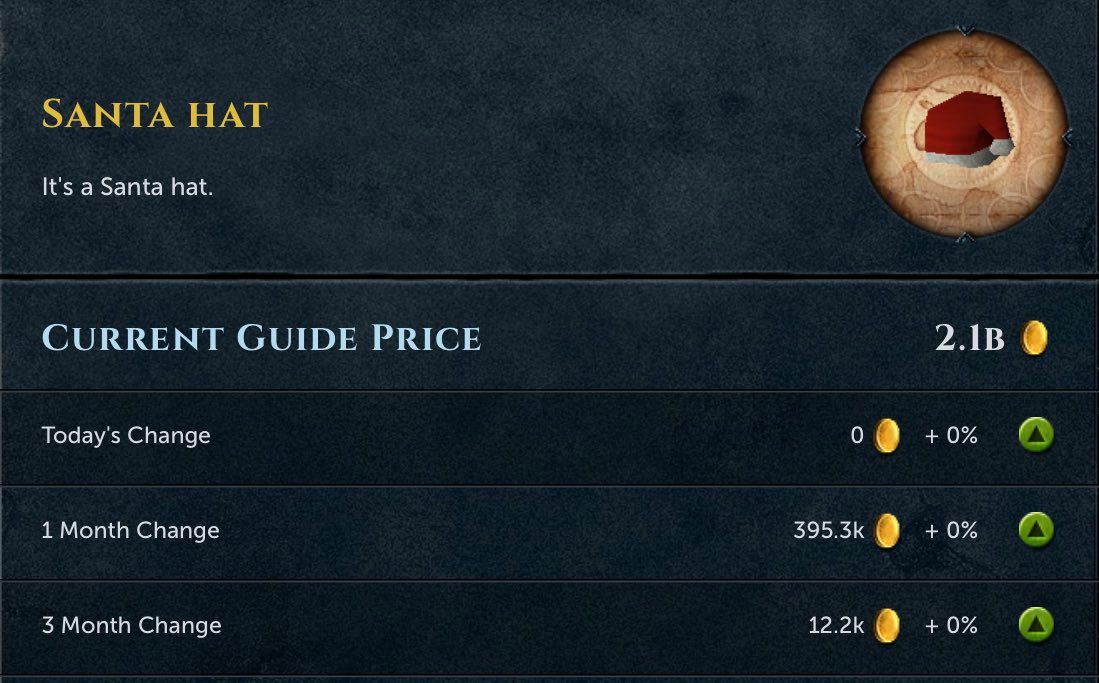 Santa hat
It's a Santa hat.
Current Guide Price 2.1b
Today's Change 0 + 0%
1 Month Change 395.3k + 0%
3 Month Change 12.2k + 0%